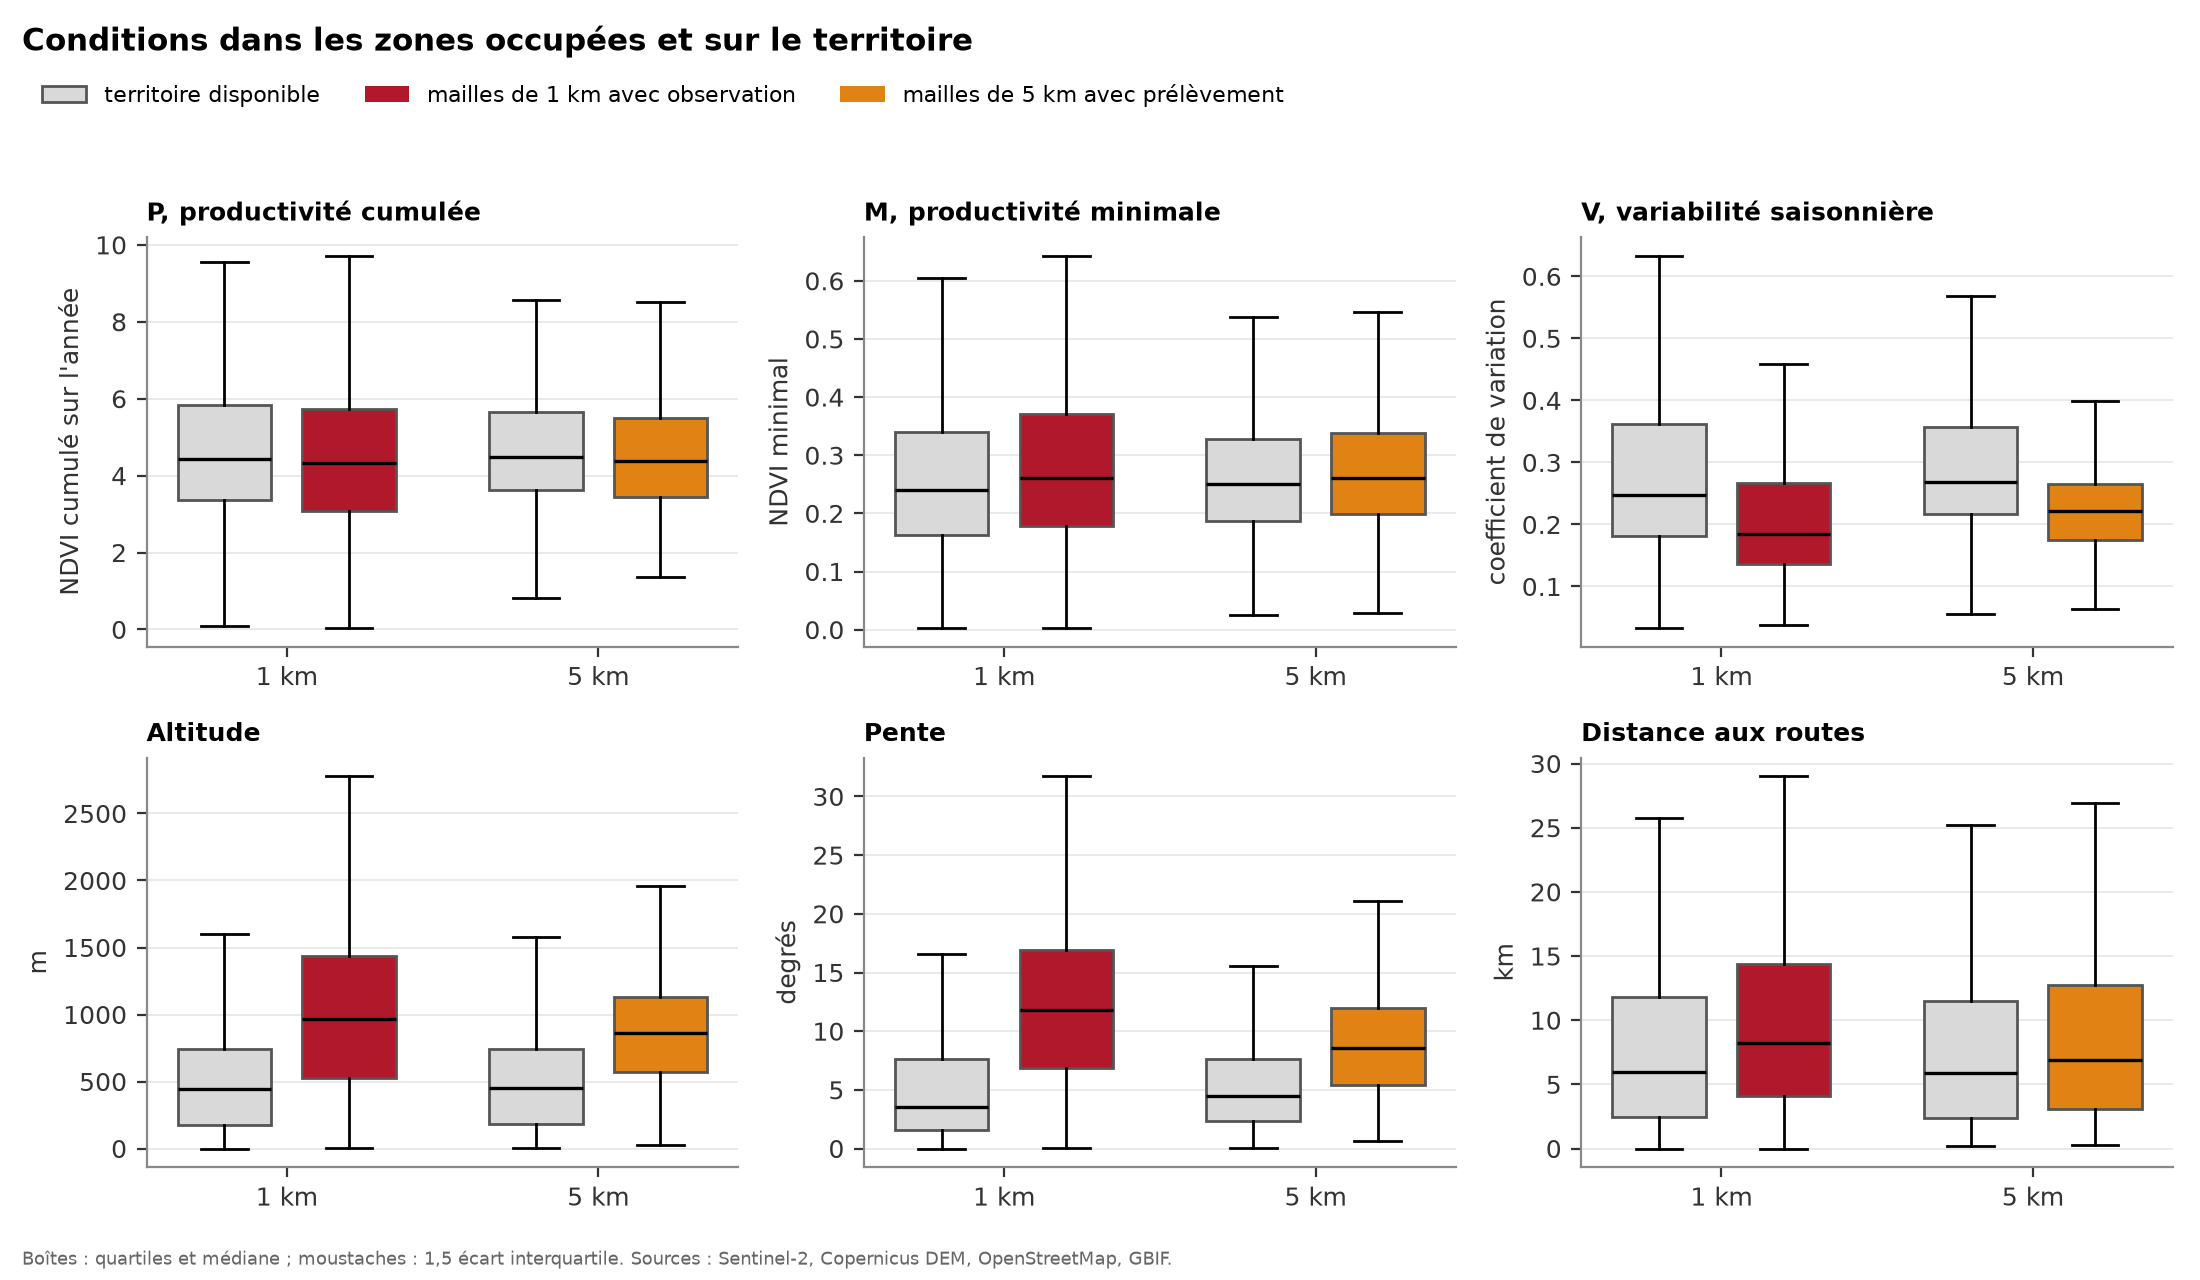 Conditions dans les zones occupées et sur le territoire
territoire disponible
mailles de 1 km avec observation
mailles de 5 km avec prélèvement
P, productivité cumulée
NDVI cumulé sur l'année
10
8
6
4
2
0
1 km
5 km
M, productivité minimale
NDVI minimal
0.6
0.5
0.4
0.3
0.2
0.1
0.0
1 km
5 km
V, variabilité saisonnière
coefficient de variation
0.6
0.5
0.4
0.3
0.2
0.1
1 km
5 km
Altitude
m
2500
2000
1500
1000
500
0
1 km
5 km
Pente
degrés
30
25
20
15
10
5
0
1 km
5 km
Distance aux routes
km
30
25
20
15
10
5
0
1 km
5 km
Boîtes : quartiles et médiane ; moustaches : 1,5 écart interquartile. Sources : Sentinel-2, Copernicus DEM, OpenStreetMap, GBIF.